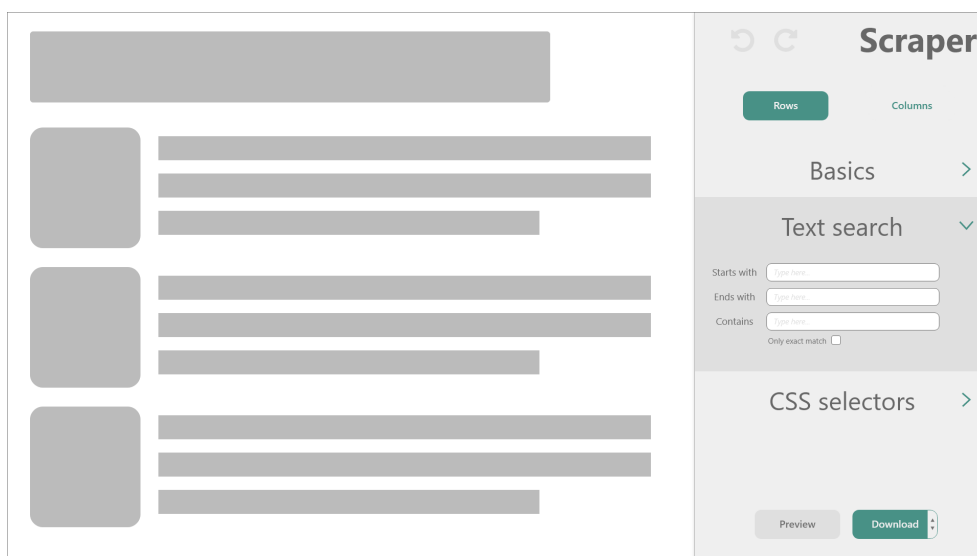 Scraper
Rows Columns
Basics
Text search
Starts with Type here..
Ends with Type here..
Contains Type here..
Only exact match
CSS selectors
Preview Download